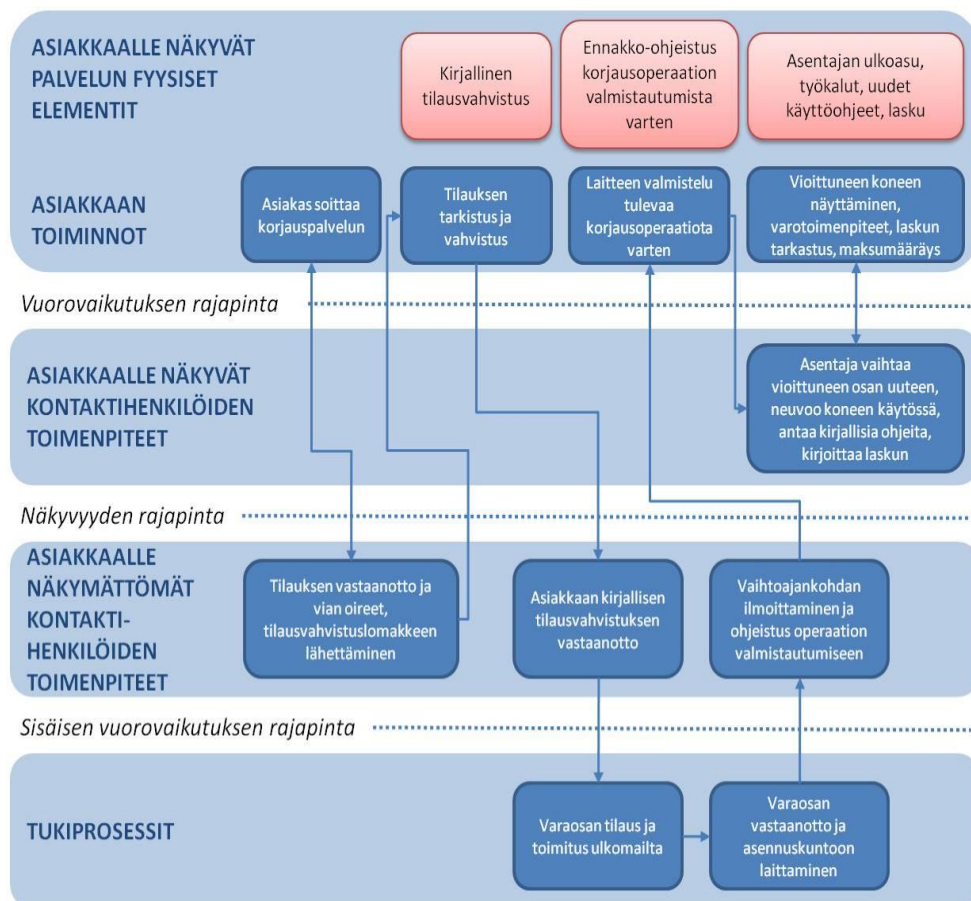 ASIAKKAALLE NÄKYVÄT
PALVELUN FYYSISET
ELEMENTIT
Kirjallinen
tilausvahvistus
Ennakko-ohjeistus
korjausoperaation
valmistautumista
varten
Asentajan ulkoasu,
työkalut, uudet
käyttöohjeet, lasku
ASIAKKAAN
TOIMINNOT
Asiakas soittaa
korjauspalvelun
Tilauksen
tarkistus ja
vahvistus
Laitteen valmistelu
tulevaa
korjausoperaatiota
varten
Vioittuneen koneen
näyttäminen,
varotoimenpiteet, laskun
tarkastus, maksumääräys
Vuorovaikutuksen rajapinta
ASIAKKAALLE NÄKYVÄT
KONTAKTIHENKILÖIDEN
TOIMENPITEET
Asentaja vaihtaa
vioittuneen osan uuteen,
neuvoo koneen käytössä,
antaa kirjallisia ohjeita,
kirjoittaa laskun
Näkyvyyden rajapinta
ASIAKKAALLE
NÄKYMÄTTÖMÄT
KONTAKTI-
HENKILÖIDEN
TOIMENPITEET
Tilauksen vastaanotto ja
vian oireet,
tilausvahvistuslomakkeen
lähettäminen
Asiakkaan kirjallisen
tilausvahvistuksen
vastaanotto
Vaihtoajankohdan
ilmoittaminen ja
ohjeistus operaation
valmistautumiseen
Sisäisen vuorovaikutuksen rajapinta
TUKIPROSESSIT
Varaosan tilaus ja
toimitus ulkomailta
Varaosan
vastaanotto ja
asennuskuntoon
laittaminen